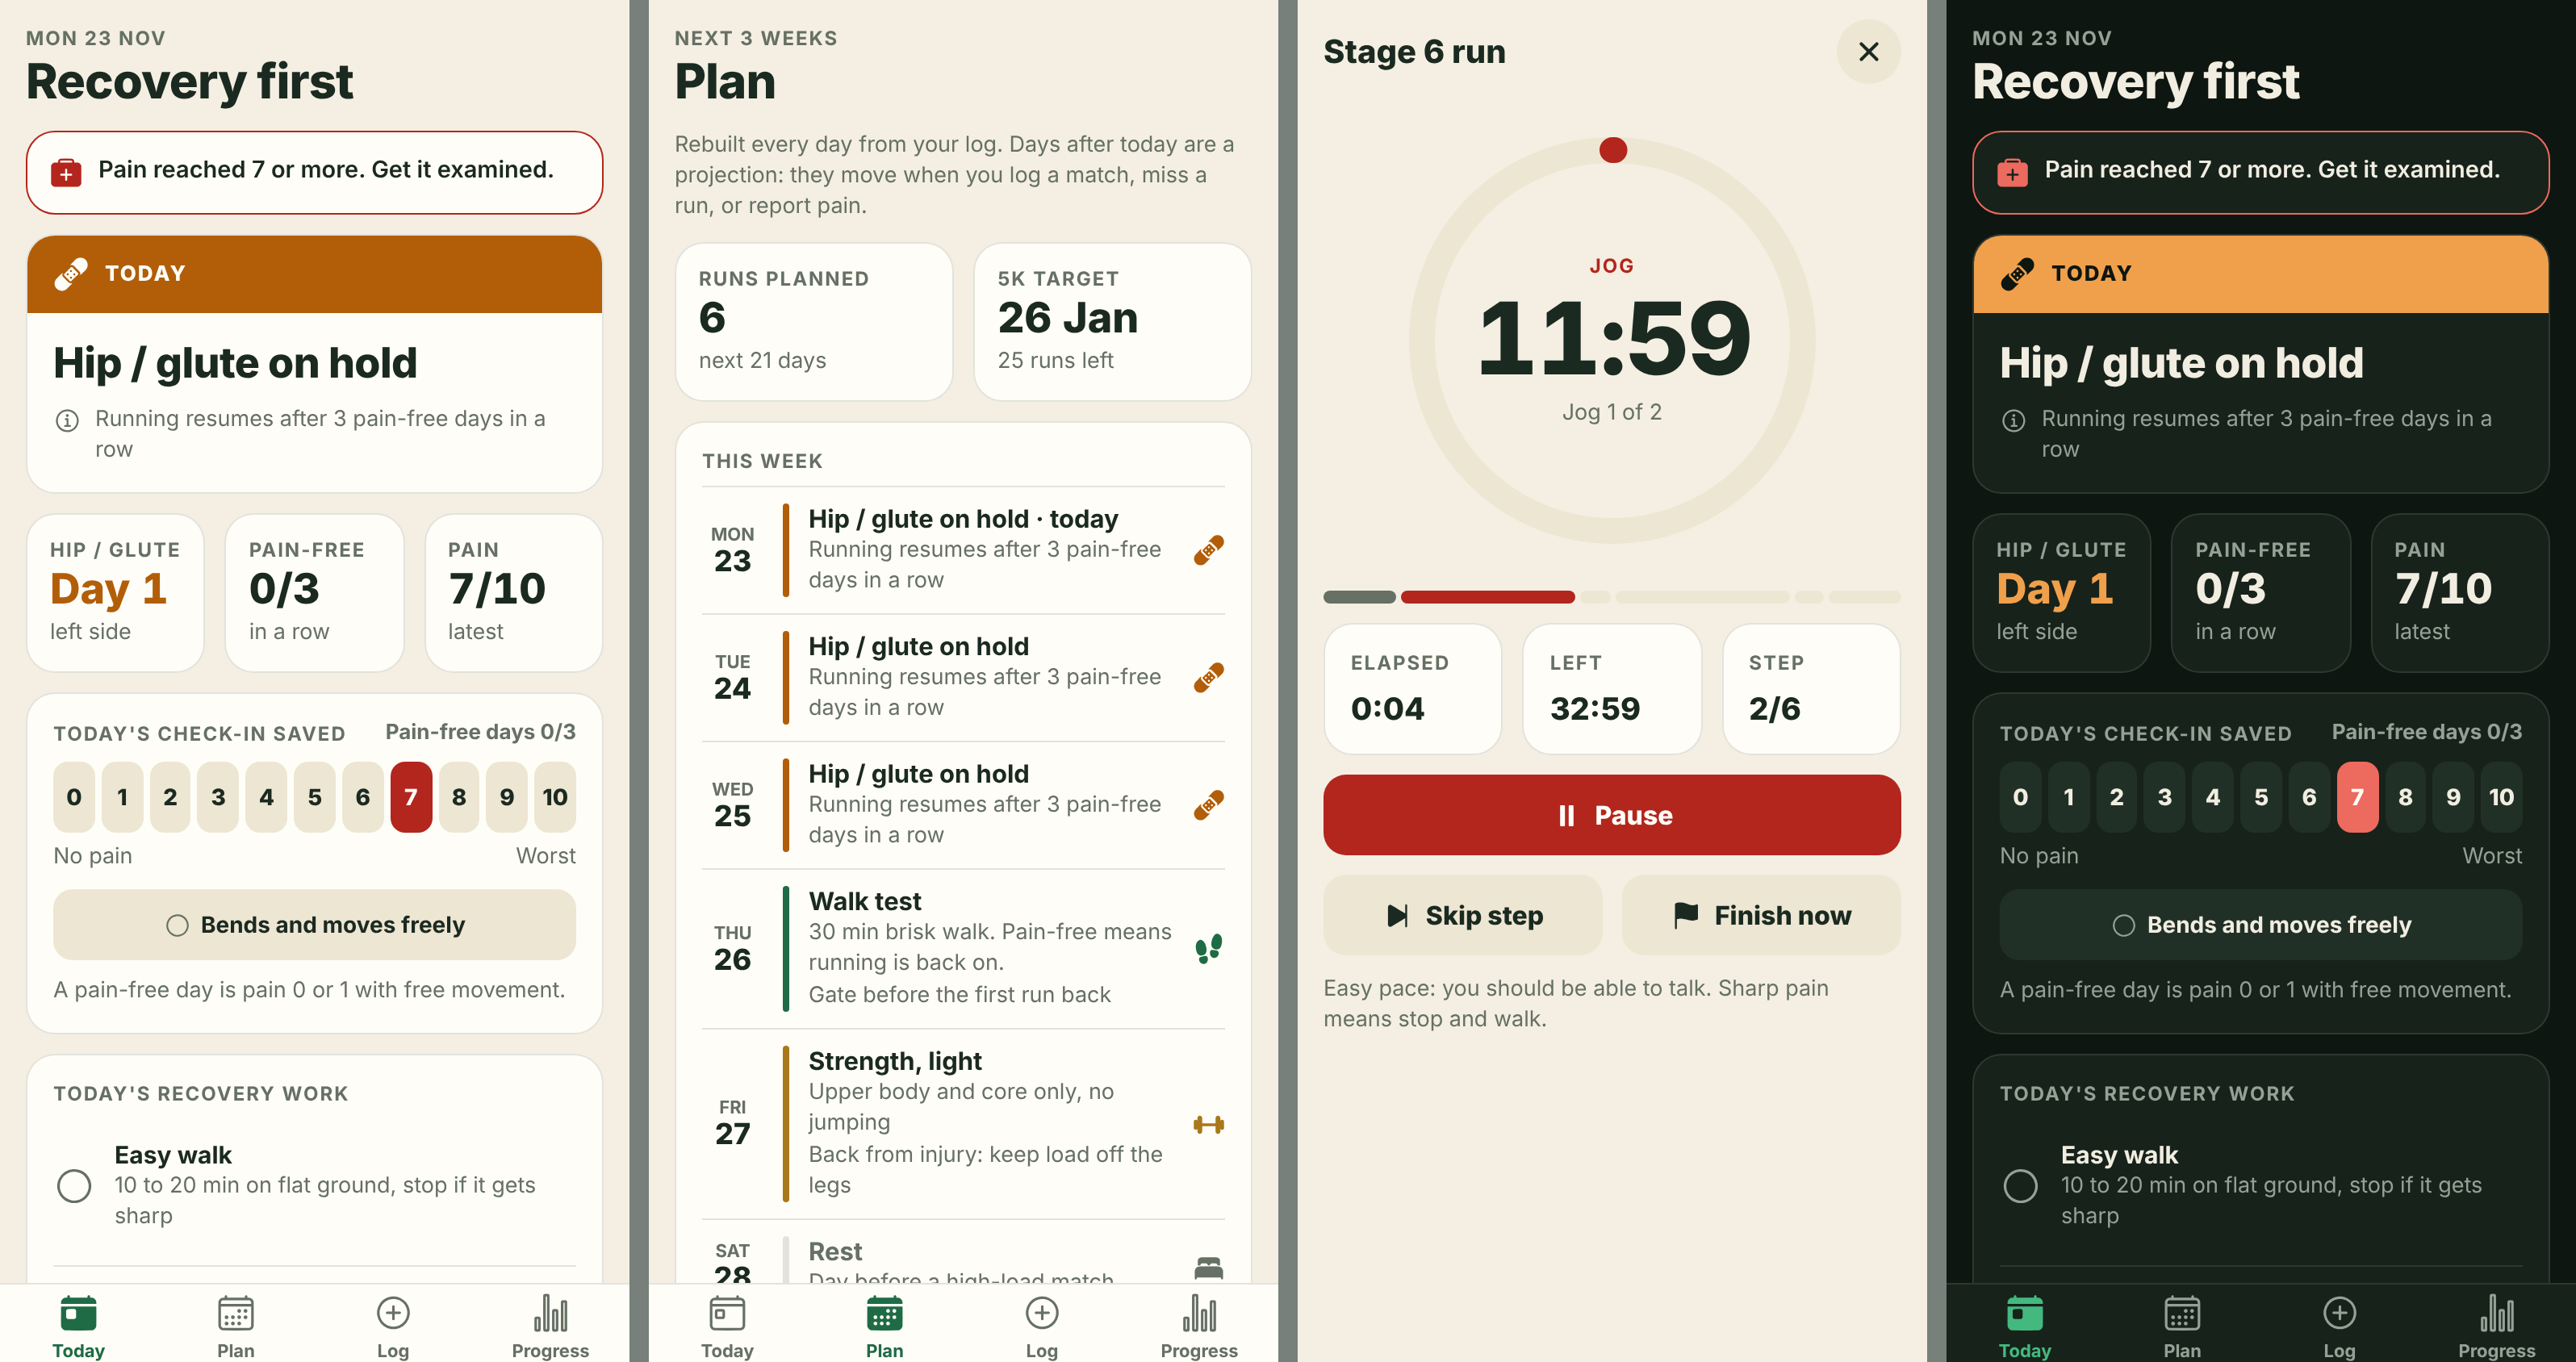 MON 23 NOV
Recovery first
Pain reached 7 or more. Get it examined.
TODAY
Hip / glute on hold
Running resumes after 3 pain-free days in a
row
HIP / GLUTE
Day 1
left side
PAIN-FREE
0/3
in a row
PAIN
7/10
latest
TODAY'S CHECK-IN SAVED
Pain-free days 0/3
0 1 2 3 4 5 6 7 8 9 10
No pain
Worst
Bends and moves freely
A pain-free day is pain 0 or 1 with free movement.
TODAY'S RECOVERY WORK
Easy walk
10 to 20 min on flat ground, stop if it gets
sharp
Today
Plan
Log
Progress
NEXT 3 WEEKS
Plan
Rebuilt every day from your log. Days after today are a
projection: they move when you log a match, miss a
run, or report pain.
RUNS PLANNED
6
next 21 days
5K TARGET
26 Jan
25 runs left
THIS WEEK
MON
23
Hip / glute on hold · today
Running resumes after 3 pain-free
days in a row
TUE
24
Hip / glute on hold
Running resumes after 3 pain-free
days in a row
WED
25
Hip / glute on hold
Running resumes after 3 pain-free
days in a row
THU
26
Walk test
30 min brisk walk. Pain-free means
running is back on.
Gate before the first run back
FRI
27
Strength, light
Upper body and core only, no
jumping
Back from injury: keep load off the
legs
SAT
28
Rest
Day before a high-load match
Today
Plan
Log
Progress
Stage 6 run
JOG
11:59
Jog 1 of 2
ELAPSED
0:04
LEFT
32:59
STEP
2/6
Pause
Skip step
Finish now
Easy pace: you should be able to talk. Sharp pain
means stop and walk.
MON 23 NOV
Recovery first
Pain reached 7 or more. Get it examined.
TODAY
Hip / glute on hold
Running resumes after 3 pain-free days in a
row
HIP / GLUTE
Day 1
left side
PAIN-FREE
0/3
in a row
PAIN
7/10
latest
TODAY'S CHECK-IN SAVED
Pain-free days 0/3
0 1 2 3 4 5 6 7 8 9 10
No pain
Worst
Bends and moves freely
A pain-free day is pain 0 or 1 with free movement.
TODAY'S RECOVERY WORK
Easy walk
10 to 20 min on flat ground, stop if it gets
sharp
Today
Plan
Log
Progress